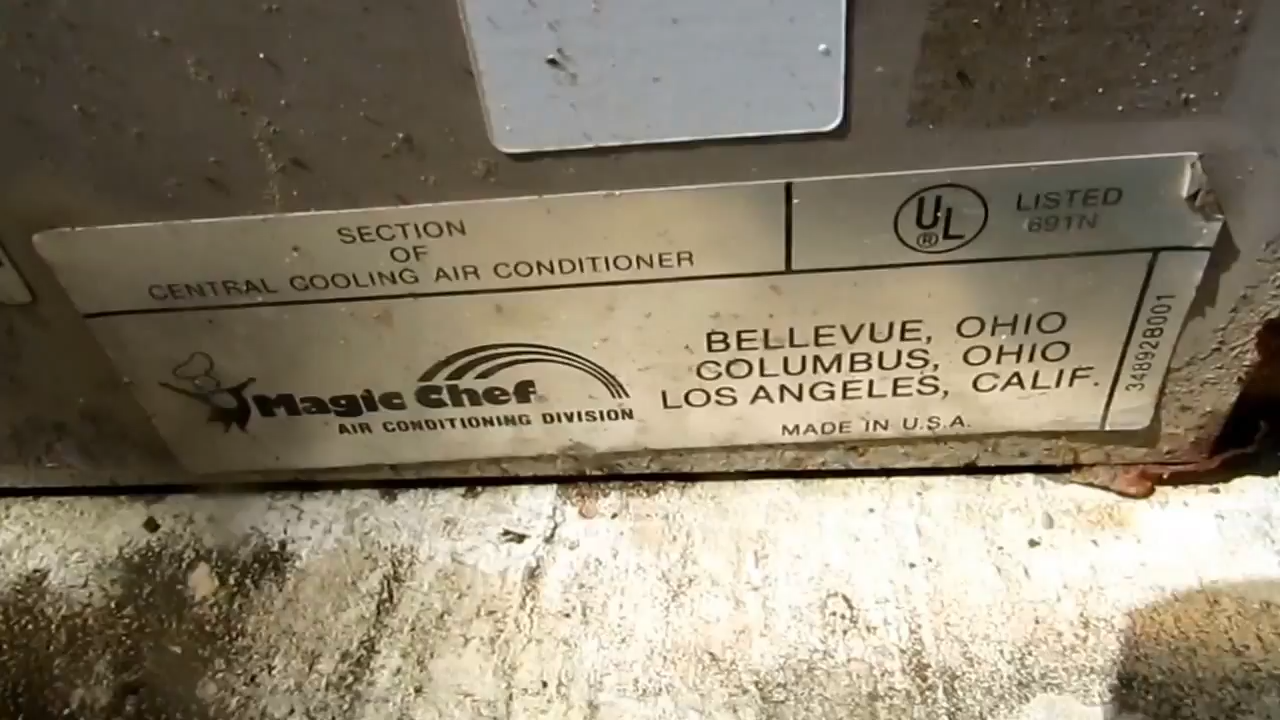 SECTION
OF
CENTRAL COOLING AIR CONDITIONER
UL
®
LISTED
691N
Magic Chef
AIR CONDITIONING DIVISION
BELLEVUE, OHIO
COLUMBUS, OHIO
LOS ANGELES, CALIF.
MADE IN U.S.A.
34892B001